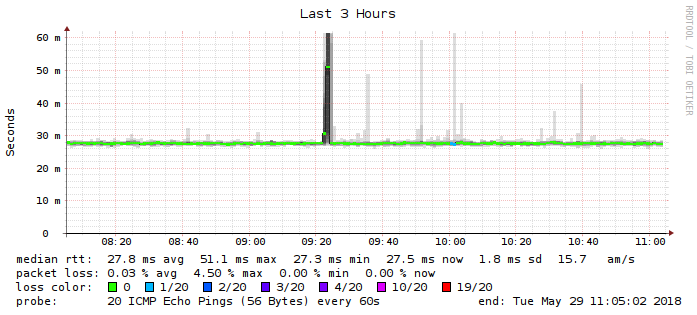 Last 3 Hours
RRDTOOL / TOBI OETIKER
Seconds
60 m
50 m
40 m
30 m
20 m
10 m
0
08:20 08:40 09:00 09:20 09:40 10:00 10:20 10:40 11:00
median rtt: 27.8 ms avg 51.1 ms max 27.3 ms min 27.5 ms now 1.8 ms sd 15.7 am/s
packet loss: 0.03 % avg 4.50 % max 0.00 % min 0.00 % now
loss color: 0 1/20 2/20 3/20 4/20 10/20 19/20
probe: 20 ICMP Echo Pings (56 Bytes) every 60s end: Tue May 29 11:05:02 2018